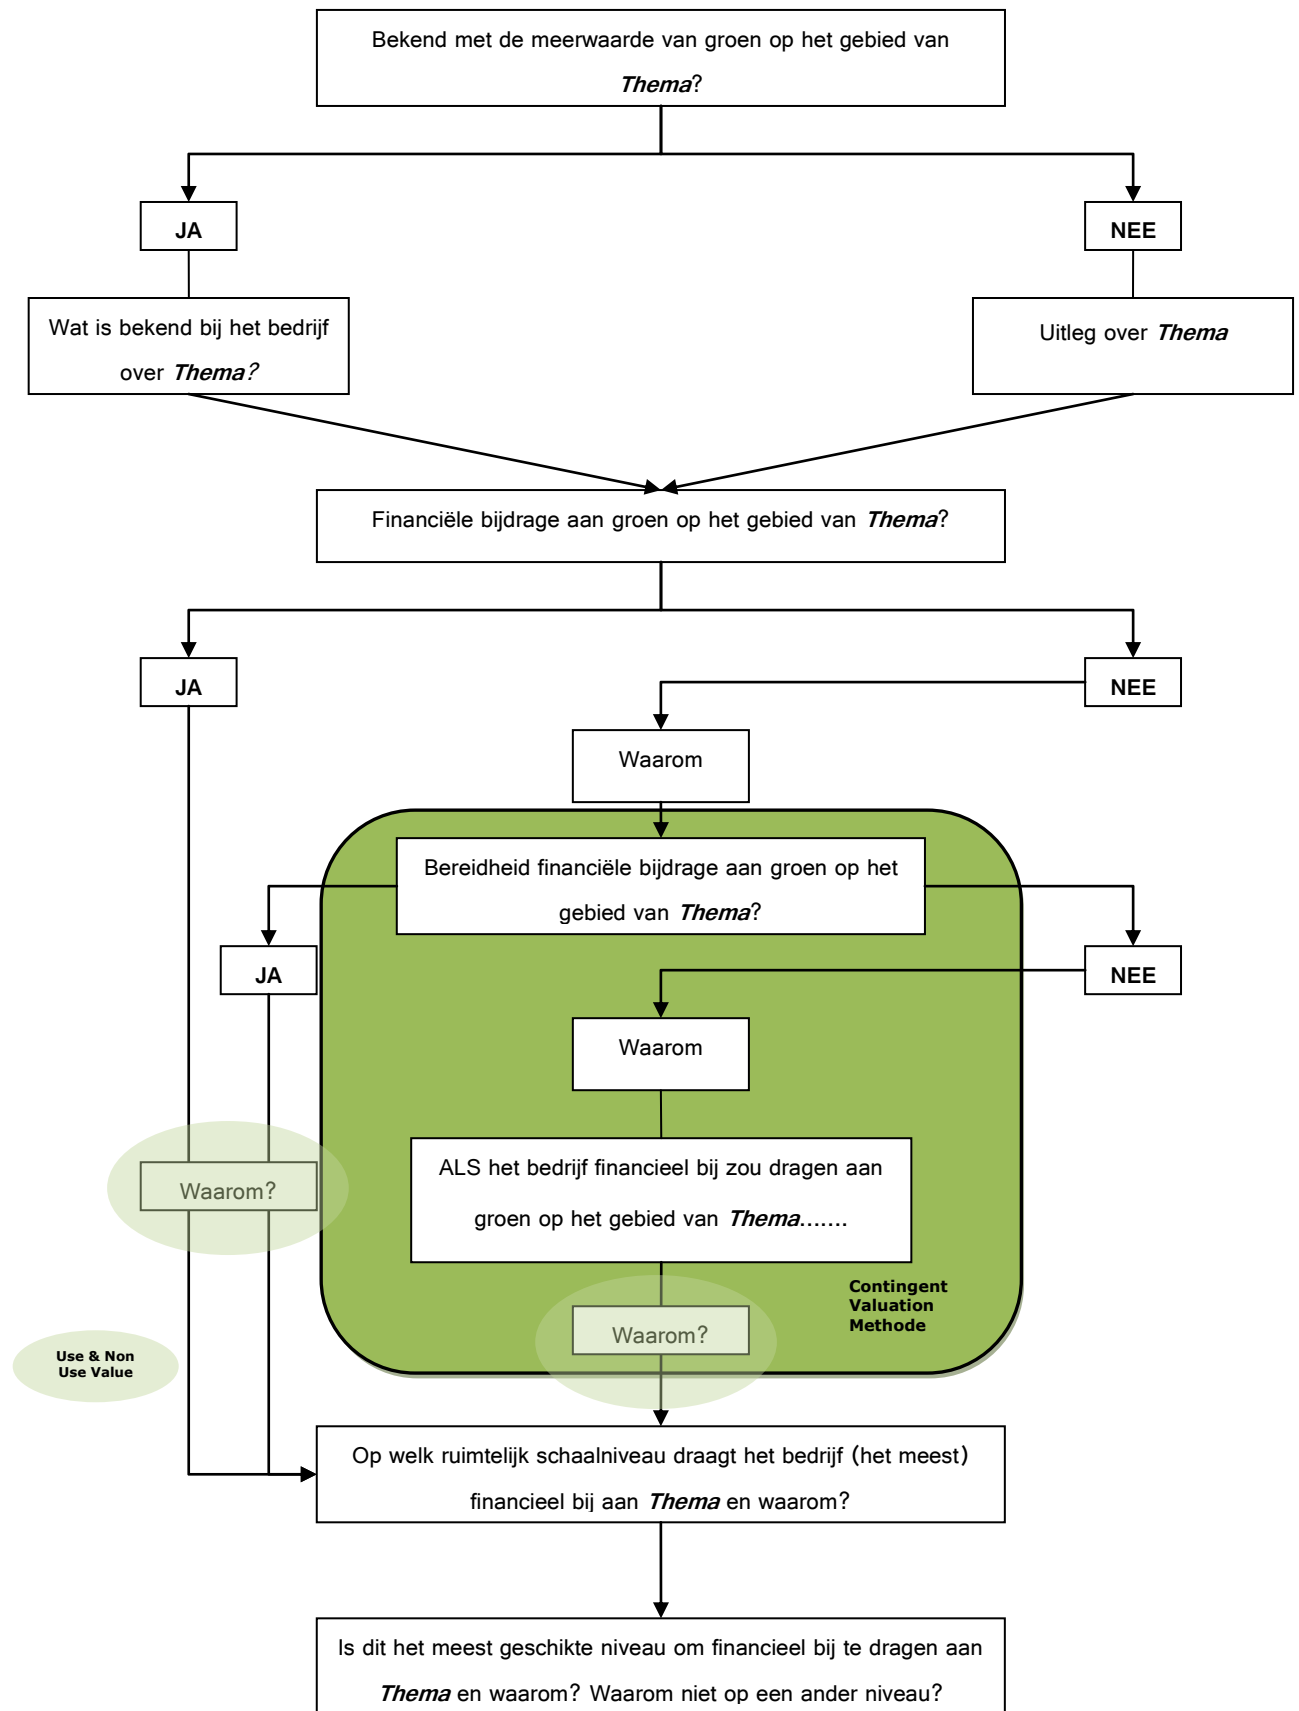 Bekend met de meerwaarde van groen op het gebied van
Thema?
JA
NEE
Wat is bekend bij het bedrijf
over Thema?
Uitleg over Thema
Financiële bijdrage aan groen op het gebied van Thema?
JA
NEE
Waarom
Bereidheid financiële bijdrage aan groen op het
gebied van Thema?
JA
NEE
Waarom
ALS het bedrijf financieel bij zou dragen aan
groen op het gebied van Thema.......
Waarom?
Contingent
Valuation
Methode
Waarom?
Use & Non
Use Value
Op welk ruimtelijk schaalniveau draagt het bedrijf (het meest)
financieel bij aan Thema en waarom?
Is dit het meest geschikte niveau om financieel bij te dragen aan
Thema en waarom? Waarom niet op een ander niveau?